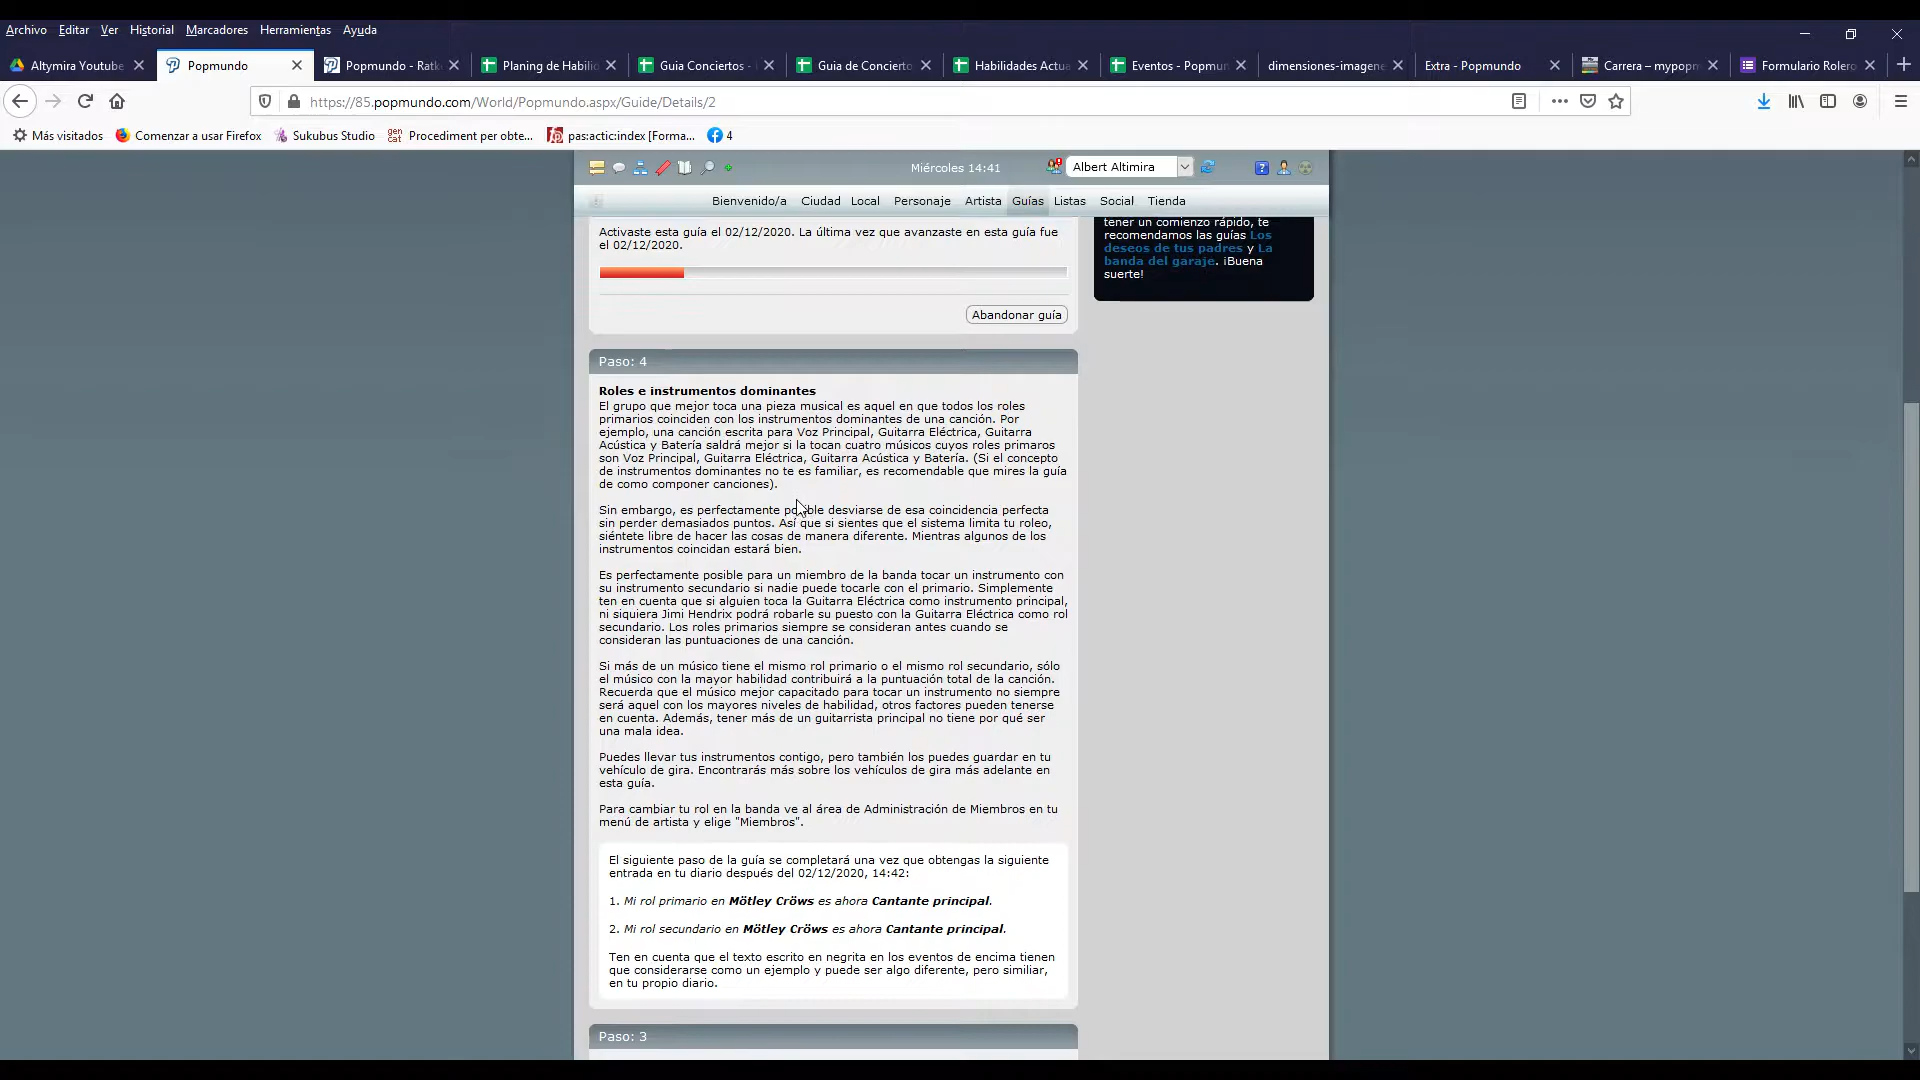 Archivo Editar Ver Historial Marcadores Herramientas Ayuda
Altymira Youtube Popmundo Popmundo - Ratk Planing de Habilid Guia Conciertos - Guia de Concierto Habilidades Actua Eventos - Popmun dimensiones-imagene Extra - Popmundo Carrera – mypopm Formulario Rolero
https://85.popmundo.com/World/Popmundo.aspx/Guide/Details/2
Más visitados Comenzar a usar Firefox Sukubus Studio gen cat Procediment per obte... pas:actic:index [Forma... 4
Miércoles 14:41 Albert Altimira
Bienvenido/a Ciudad Local Personaje Artista Guías Listas Social Tienda
Activaste esta guía el 02/12/2020. La última vez que avanzaste en esta guía fue
el 02/12/2020.
Abandonar guía
tener un comienzo rápido, te
recomendamos las guías Los
deseos de tus padres y La
banda del garaje. ¡Buena
suerte!
Paso: 4
Roles e instrumentos dominantes
El grupo que mejor toca una pieza musical es aquel en que todos los roles
primarios coinciden con los instrumentos dominantes de una canción. Por
ejemplo, una canción escrita para Voz Principal, Guitarra Eléctrica, Guitarra
Acústica y Batería saldrá mejor si la tocan cuatro músicos cuyos roles primaros
son Voz Principal, Guitarra Eléctrica, Guitarra Acústica y Batería. (Si el concepto
de instrumentos dominantes no te es familiar, es recomendable que mires la guía
de como componer canciones).
Sin embargo, es perfectamente posible desviarse de esa coincidencia perfecta
sin perder demasiados puntos. Así que si sientes que el sistema limita tu roleo,
siéntete libre de hacer las cosas de manera diferente. Mientras algunos de los
instrumentos coincidan estará bien.
Es perfectamente posible para un miembro de la banda tocar un instrumento con
su instrumento secundario si nadie puede tocarle con el primario. Simplemente
ten en cuenta que si alguien toca la Guitarra Eléctrica como instrumento principal,
ni siquiera Jimi Hendrix podrá robarle su puesto con la Guitarra Eléctrica como rol
secundario. Los roles primarios siempre se consideran antes cuando se
consideran las puntuaciones de una canción.
Si más de un músico tiene el mismo rol primario o el mismo rol secundario, sólo
el músico con la mayor habilidad contribuirá a la puntuación total de la canción.
Recuerda que el músico mejor capacitado para tocar un instrumento no siempre
será aquel con los mayores niveles de habilidad, otros factores pueden tenerse
en cuenta. Además, tener más de un guitarrista principal no tiene por qué ser
una mala idea.
Puedes llevar tus instrumentos contigo, pero también los puedes guardar en tu
vehículo de gira. Encontrarás más sobre los vehículos de gira más adelante en
esta guía.
Para cambiar tu rol en la banda ve al área de Administración de Miembros en tu
menú de artista y elige "Miembros".
El siguiente paso de la guía se completará una vez que obtengas la siguiente
entrada en tu diario después del 02/12/2020, 14:42:
1. Mi rol primario en Mötley Cröws es ahora Cantante principal.
2. Mi rol secundario en Mötley Cröws es ahora Cantante principal.
Ten en cuenta que el texto escrito en negrita en los eventos de encima tienen
que considerarse como un ejemplo y puede ser algo diferente, pero similiar,
en tu propio diario.
Paso: 3